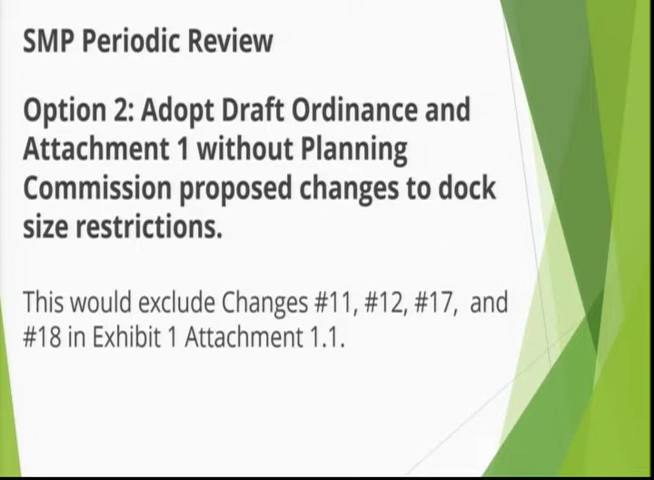 SMP Periodic Review
Option 2: Adopt Draft Ordinance and
Attachment 1 without Planning
Commission proposed changes to dock
size restrictions.
This would exclude Changes #11, #12, #17, and
#18 in Exhibit 1 Attachment 1.1.